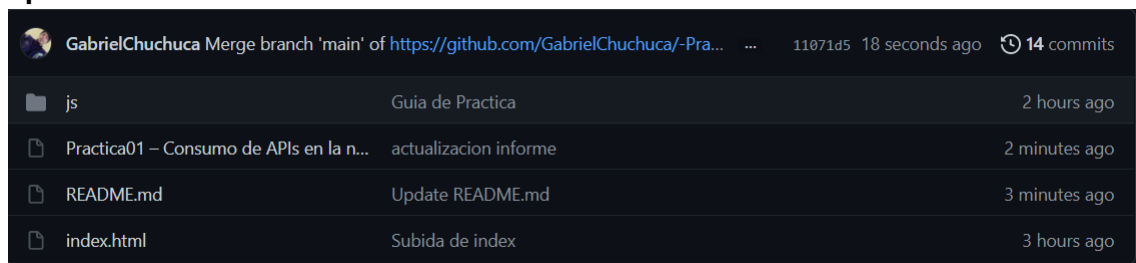 GabrielChuchuca Merge branch 'main' of https://github.com/GabrielChuchuca/-Pra... ... 11071d5 18 seconds ago 14 commits
js Guia de Practica 2 hours ago
Practica01 – Consumo de APIs en la n... actualizacion informe 2 minutes ago
README.md Update README.md 3 minutes ago
index.html Subida de index 3 hours ago